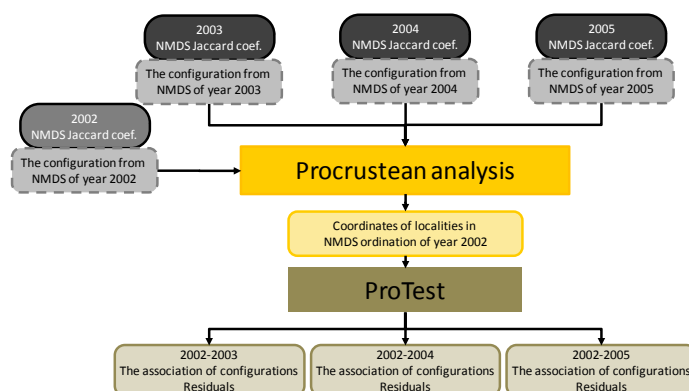 2003
NMDS Jaccard coef.
The configuration from
NMDS of year 2003
2004
NMDS Jaccard coef.
The configuration from
NMDS of year 2004
2005
NMDS Jaccard coef.
The configuration from
NMDS of year 2005
2002
NMDS Jaccard coef.
The configuration from
NMDS of year 2002
Procrustean analysis
Coordinates of localities in
NMDS ordination of year 2002
ProTest
2002-2003
The association of configurations
Residuals
2002-2004
The association of configurations
Residuals
2002-2005
The association of configurations
Residuals